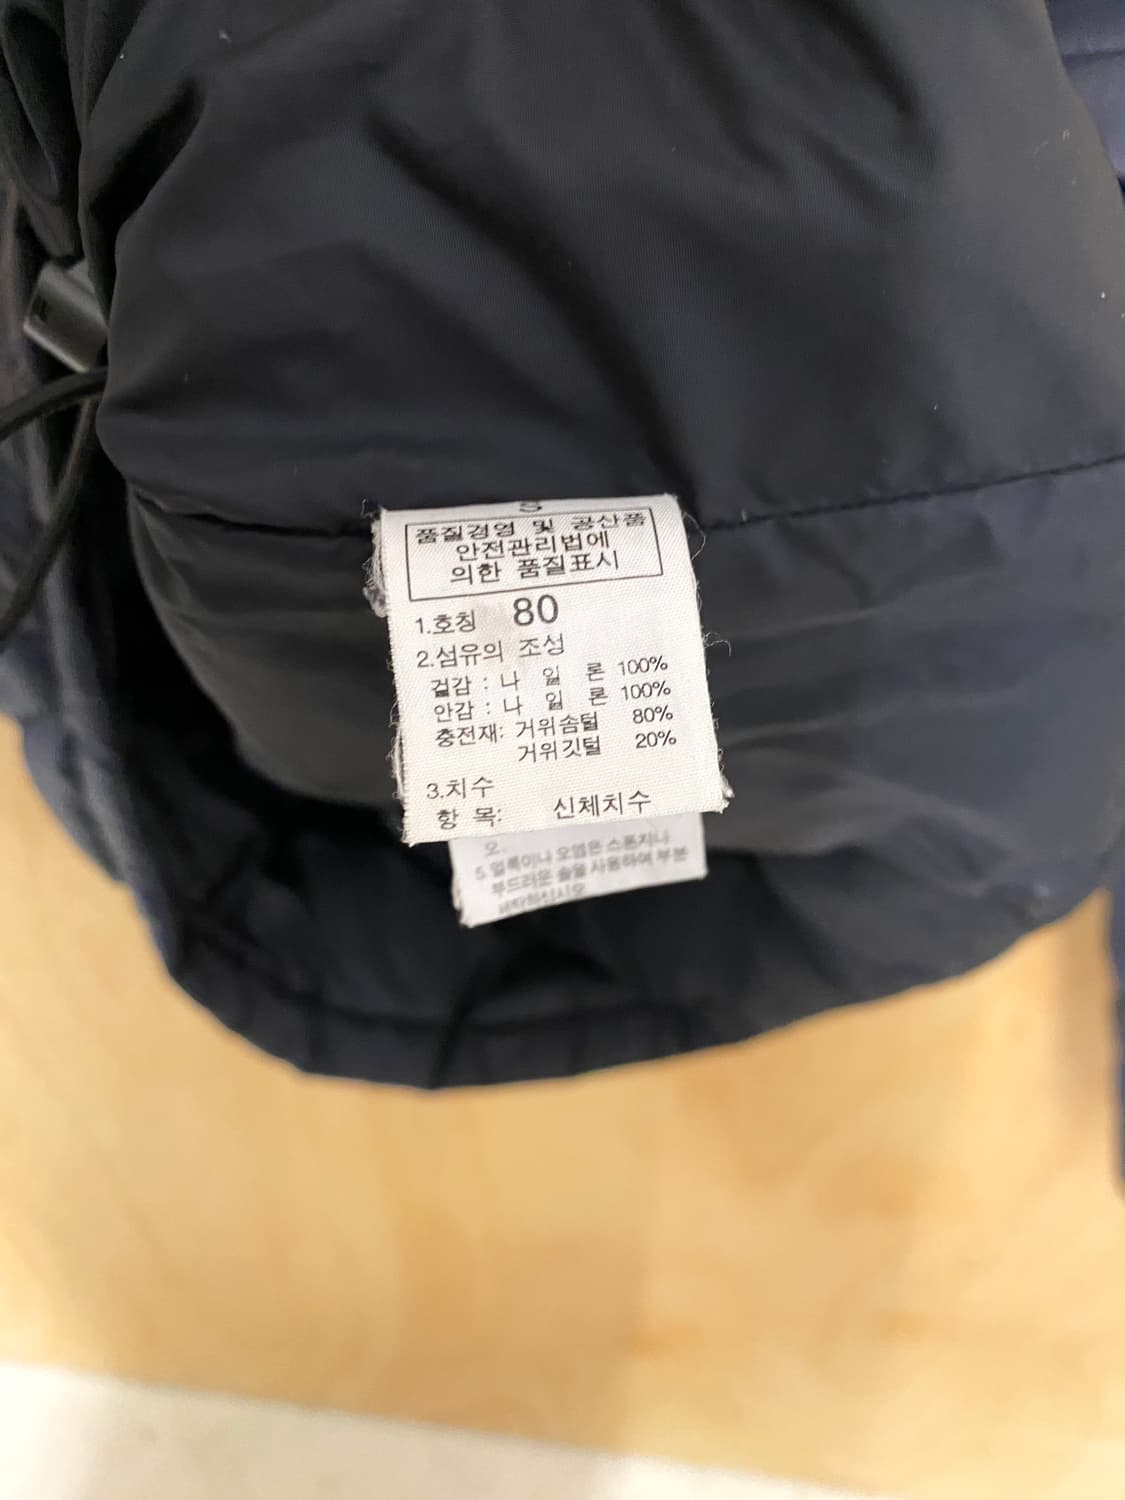 품질경영 및 공산품
안전관리법에
의한 품질표시
1.호칭 80
2.섬유의 조성
겉감 : 나 일 론 100%
안감 : 나 일 론 100%
충전재: 거위솜털 80%
거위깃털 20%
3.치수
항 목: 신체치수
오.
5.얼룩이나 오염은 스폰지나
부드러운 솔을 사용하여 부분